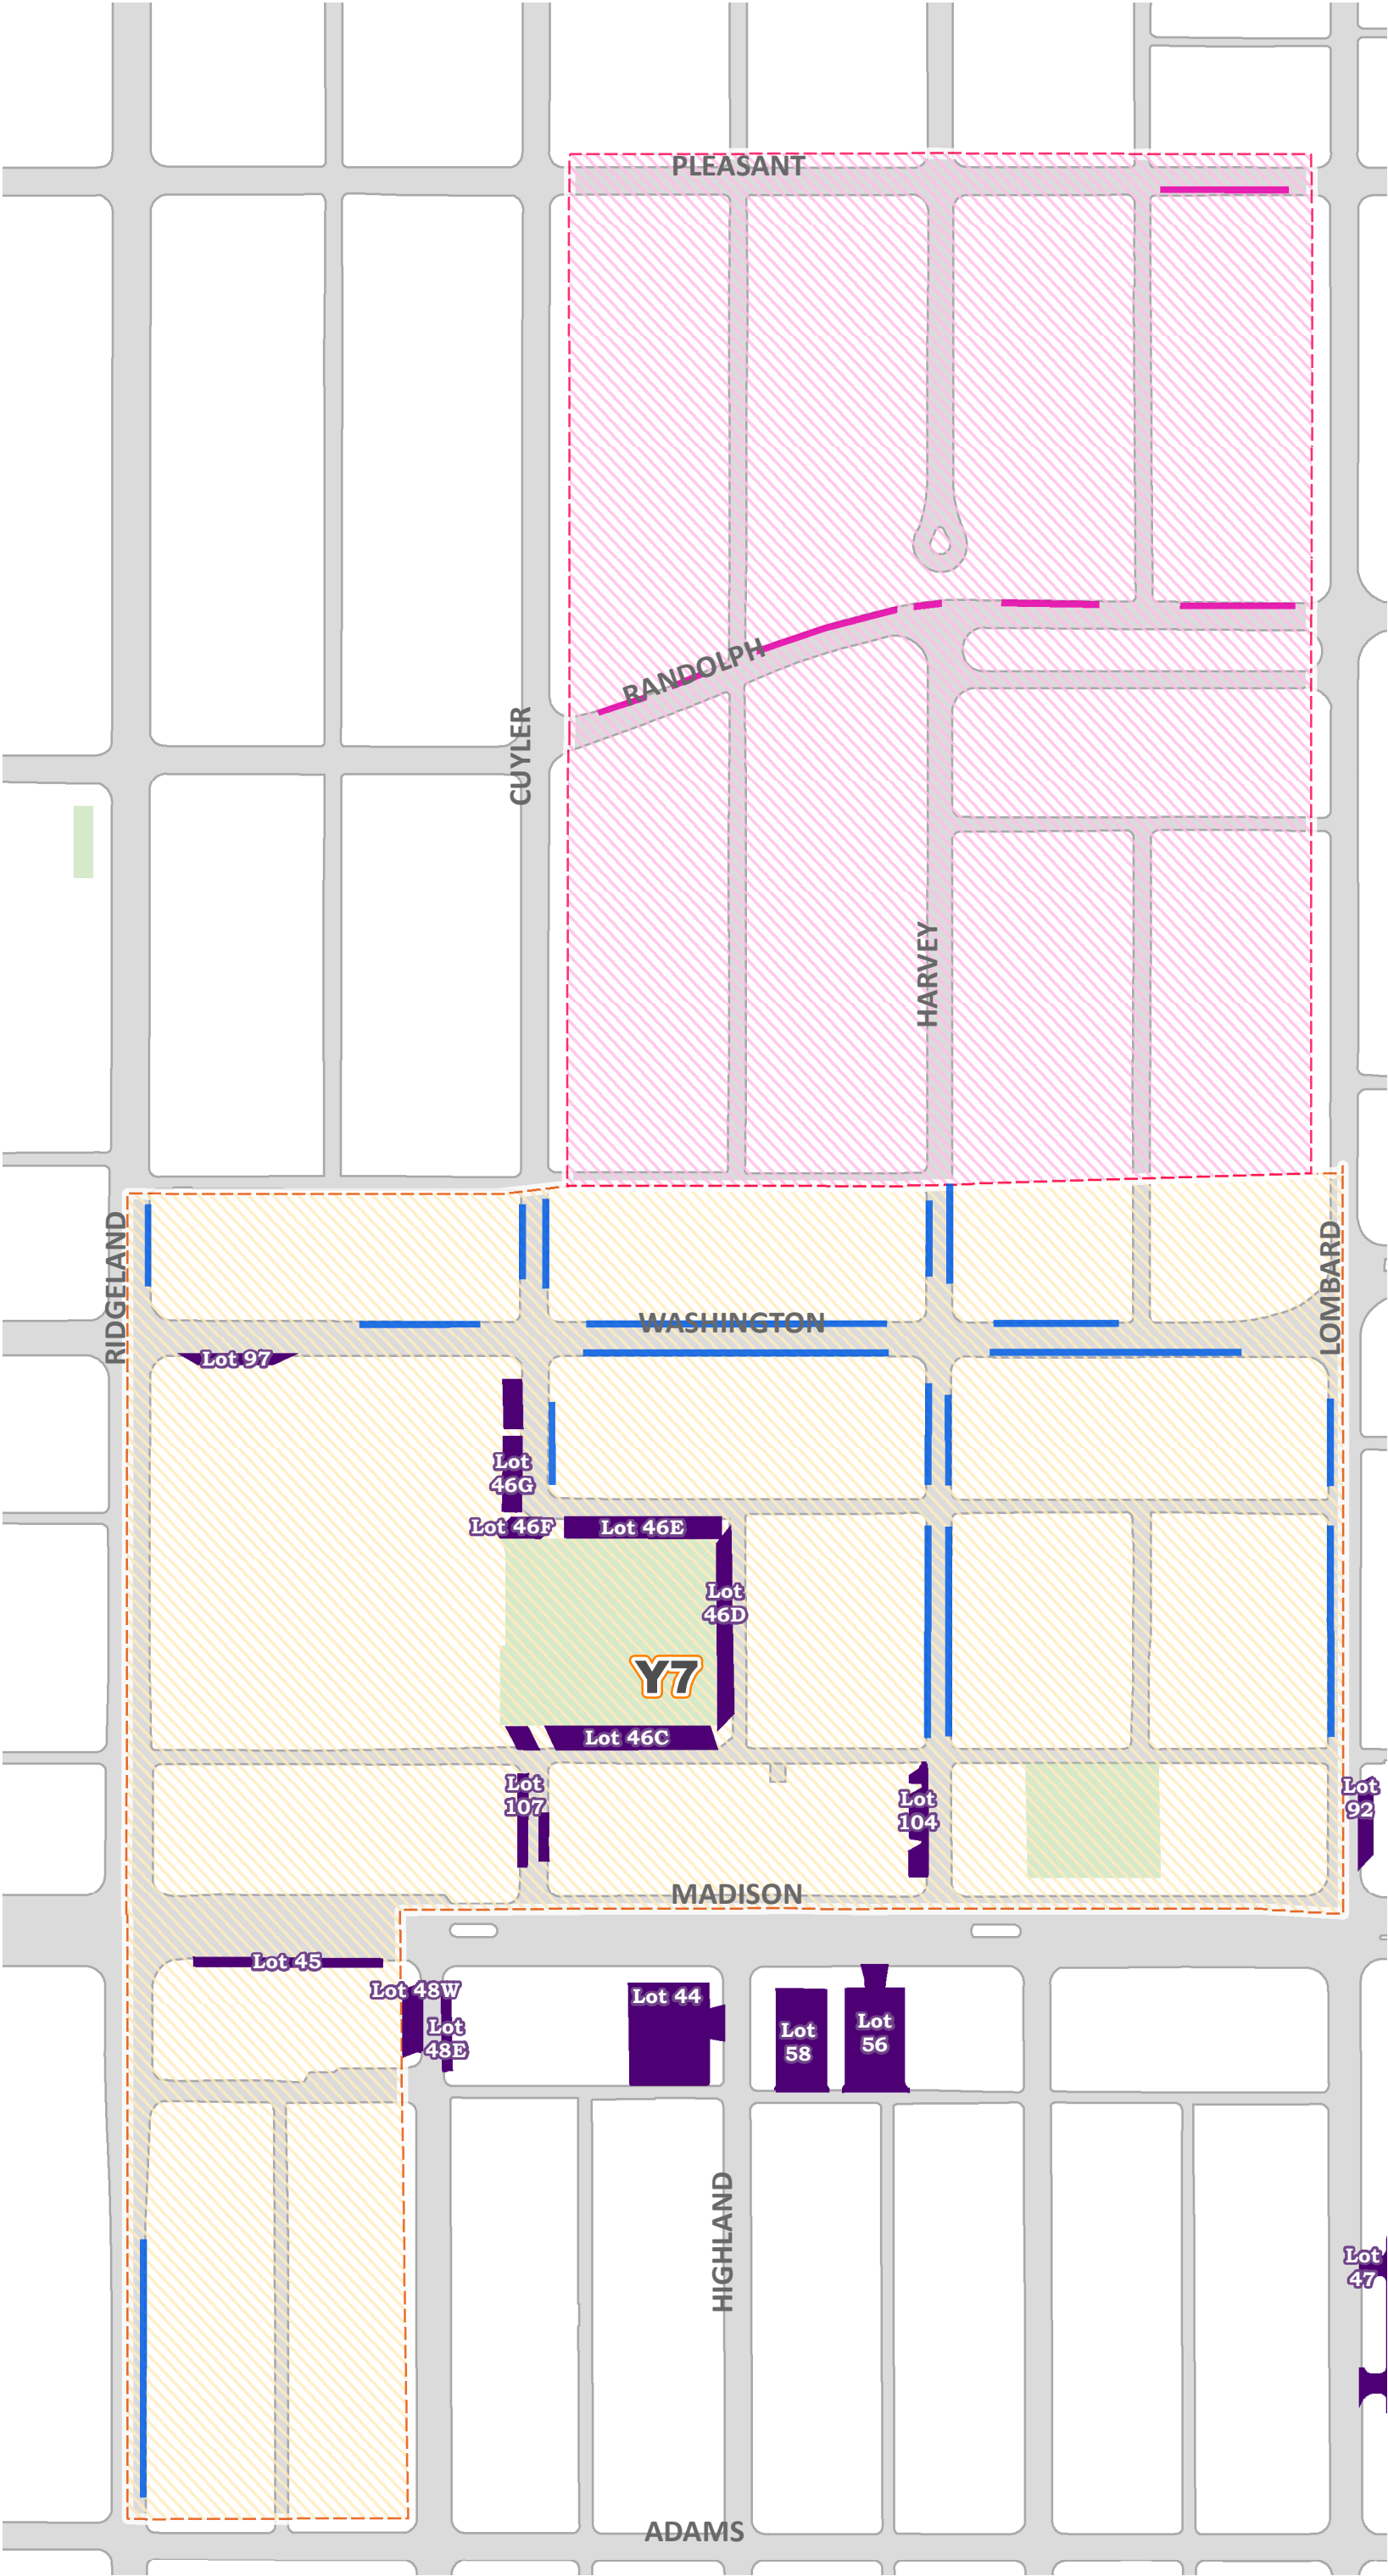 PLEASANT
RANDOLPH
CUYLER
HARVEY
RIDGELAND
LOMBARD
WASHINGTON
Lot 97
Lot
46G
Lot 46F
Lot 46E
Lot
46D
Y7
Lot 46C
Lot
107
Lot
104
Lot
92
MADISON
Lot 45
Lot 48W
Lot
48E
Lot 44
Lot
58
Lot
56
HIGHLAND
Lot
47
ADAMS